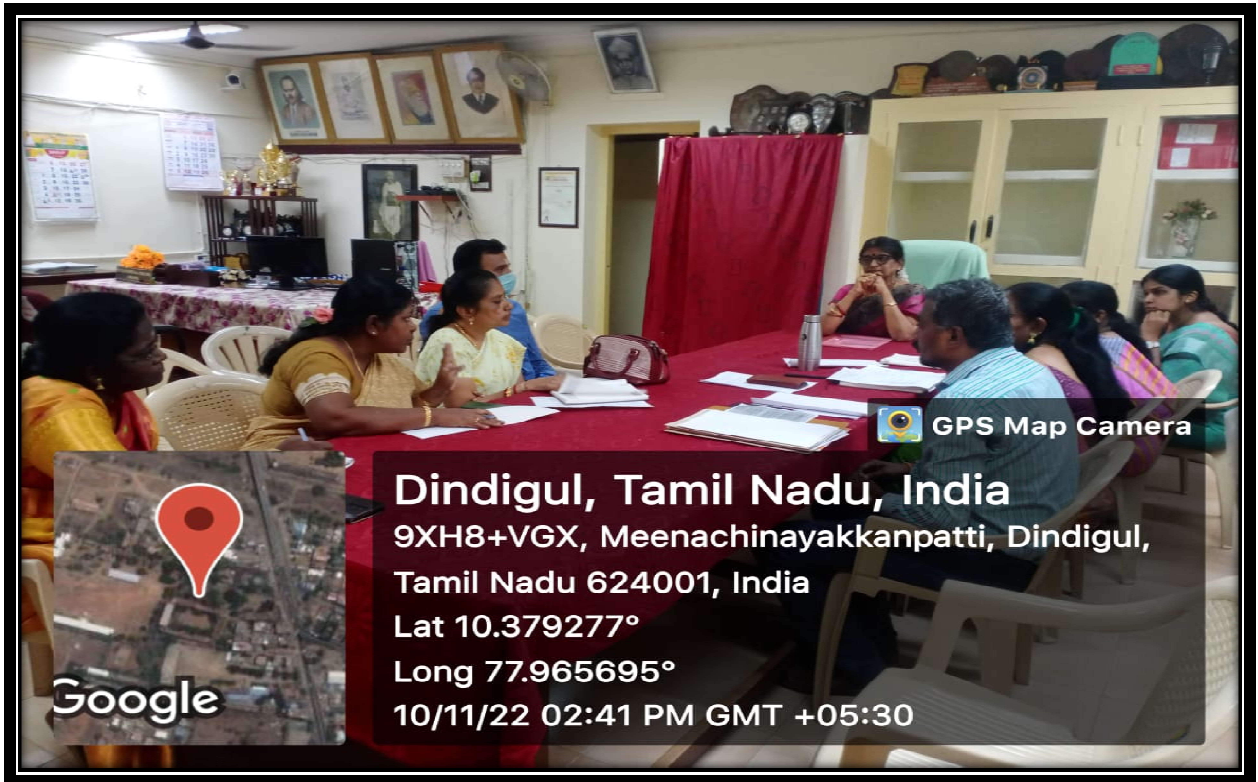 GPS Map Camera
Dindigul, Tamil Nadu, India
9XH8+VGX, Meenachinayakkanpatti, Dindigul,
Tamil Nadu 624001, India
Lat 10.379277°
Long 77.965695°
10/11/22 02:41 PM GMT +05:30
Google